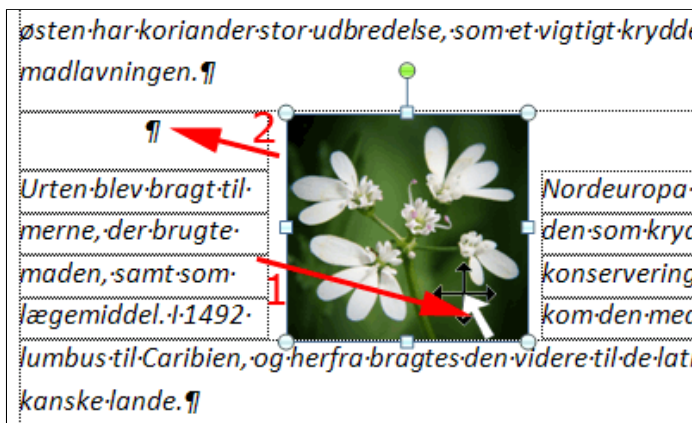 østen har koriander stor udbredelse, som et vigtigt krydde
madlavningen.¶
¶
2
Urten blev bragt til Nordeuropa
merne, der brugte den som kryd
maden, samt som konservering
1
lægemiddel. I 1492 kom den med
lumbus til Caribien, og herfra bragtes den videre til de lat
kanske lande.¶